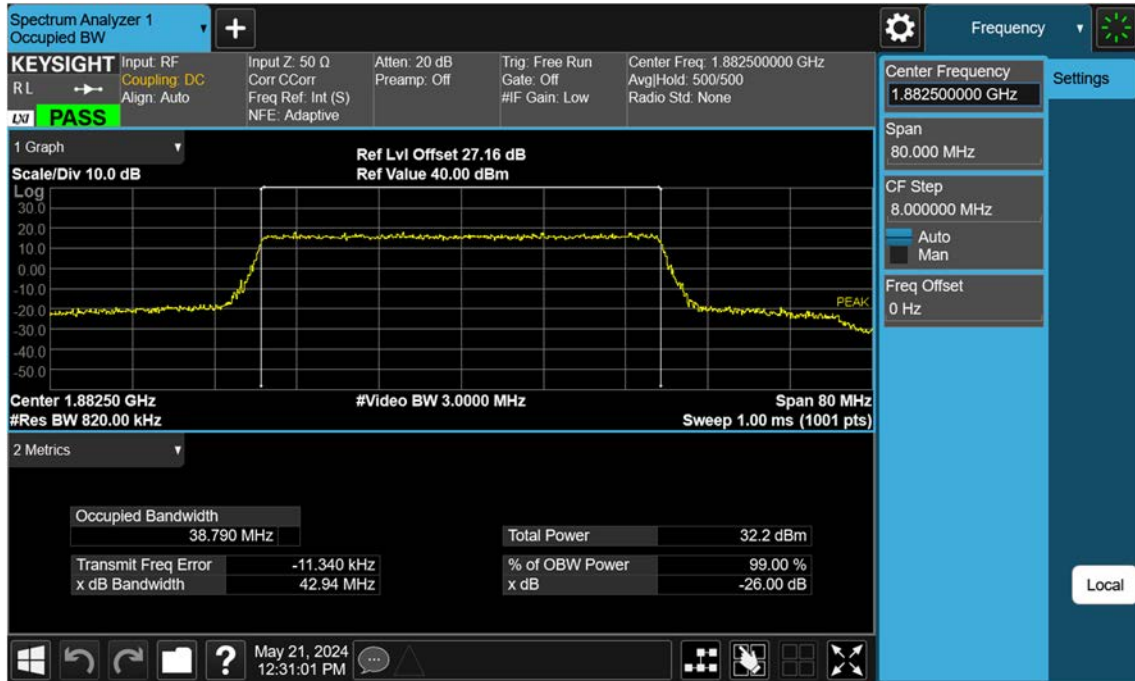 Spectrum Analyzer 1
Occupied BW
+
Frequency
KEYSIGHT
R L
LXI
PASS
Input: RF
Coupling: DC
Align: Auto
Input Z: 50 Ω
Corr CCorr
Freq Ref: Int (S)
NFE: Adaptive
Atten: 20 dB
Preamp: Off
Trig: Free Run
Gate: Off
#IF Gain: Low
Center Freq: 1.882500000 GHz
Avg|Hold: 500/500
Radio Std: None
1 Graph
Scale/Div 10.0 dB
Ref Lvl Offset 27.16 dB
Ref Value 40.00 dBm
Log
30.0
20.0
10.0
0.00
-10.0
-20.0
-30.0
-40.0
-50.0
PEAK
Center 1.88250 GHz
#Video BW 3.0000 MHz
Span 80 MHz
#Res BW 820.00 kHz
Sweep 1.00 ms (1001 pts)
2 Metrics
Occupied Bandwidth
38.790 MHz
Total Power 32.2 dBm
Transmit Freq Error -11.340 kHz
% of OBW Power 99.00 %
x dB Bandwidth 42.94 MHz
x dB -26.00 dB
?
May 21, 2024
12:31:01 PM
Center Frequency
1.882500000 GHz
Settings
Span
80.000 MHz
CF Step
8.000000 MHz
Auto
Man
Freq Offset
0 Hz
Local